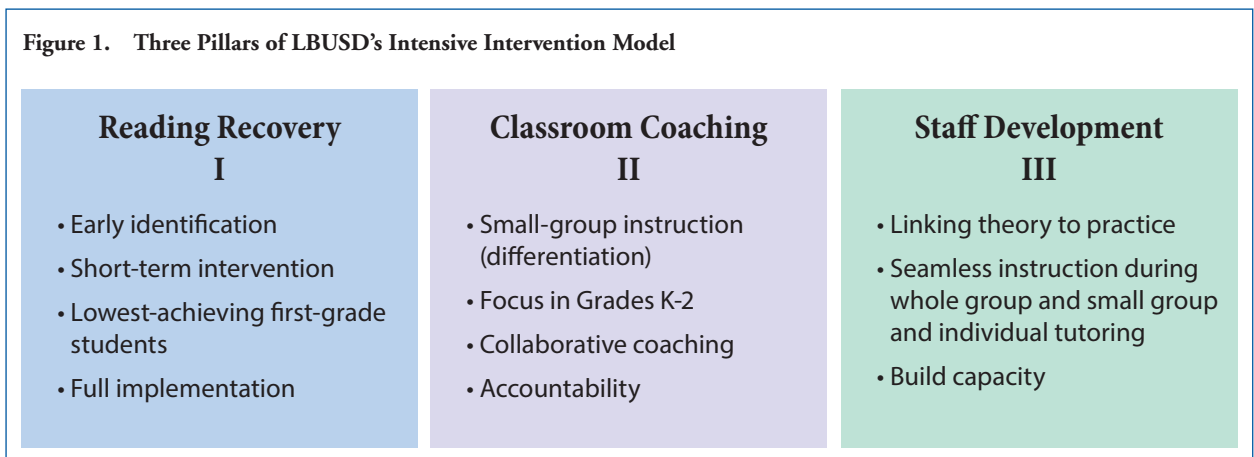 Figure 1. Three Pillars of LBUSD’s Intensive Intervention Model
Reading Recovery
I
• Early identification
• Short-term intervention
• Lowest-achieving first-grade
students
• Full implementation
Classroom Coaching
II
• Small-group instruction
(differentiation)
• Focus in Grades K-2
• Collaborative coaching
• Accountability
Staff Development
III
• Linking theory to practice
• Seamless instruction during
whole group and small group
and individual tutoring
• Build capacity